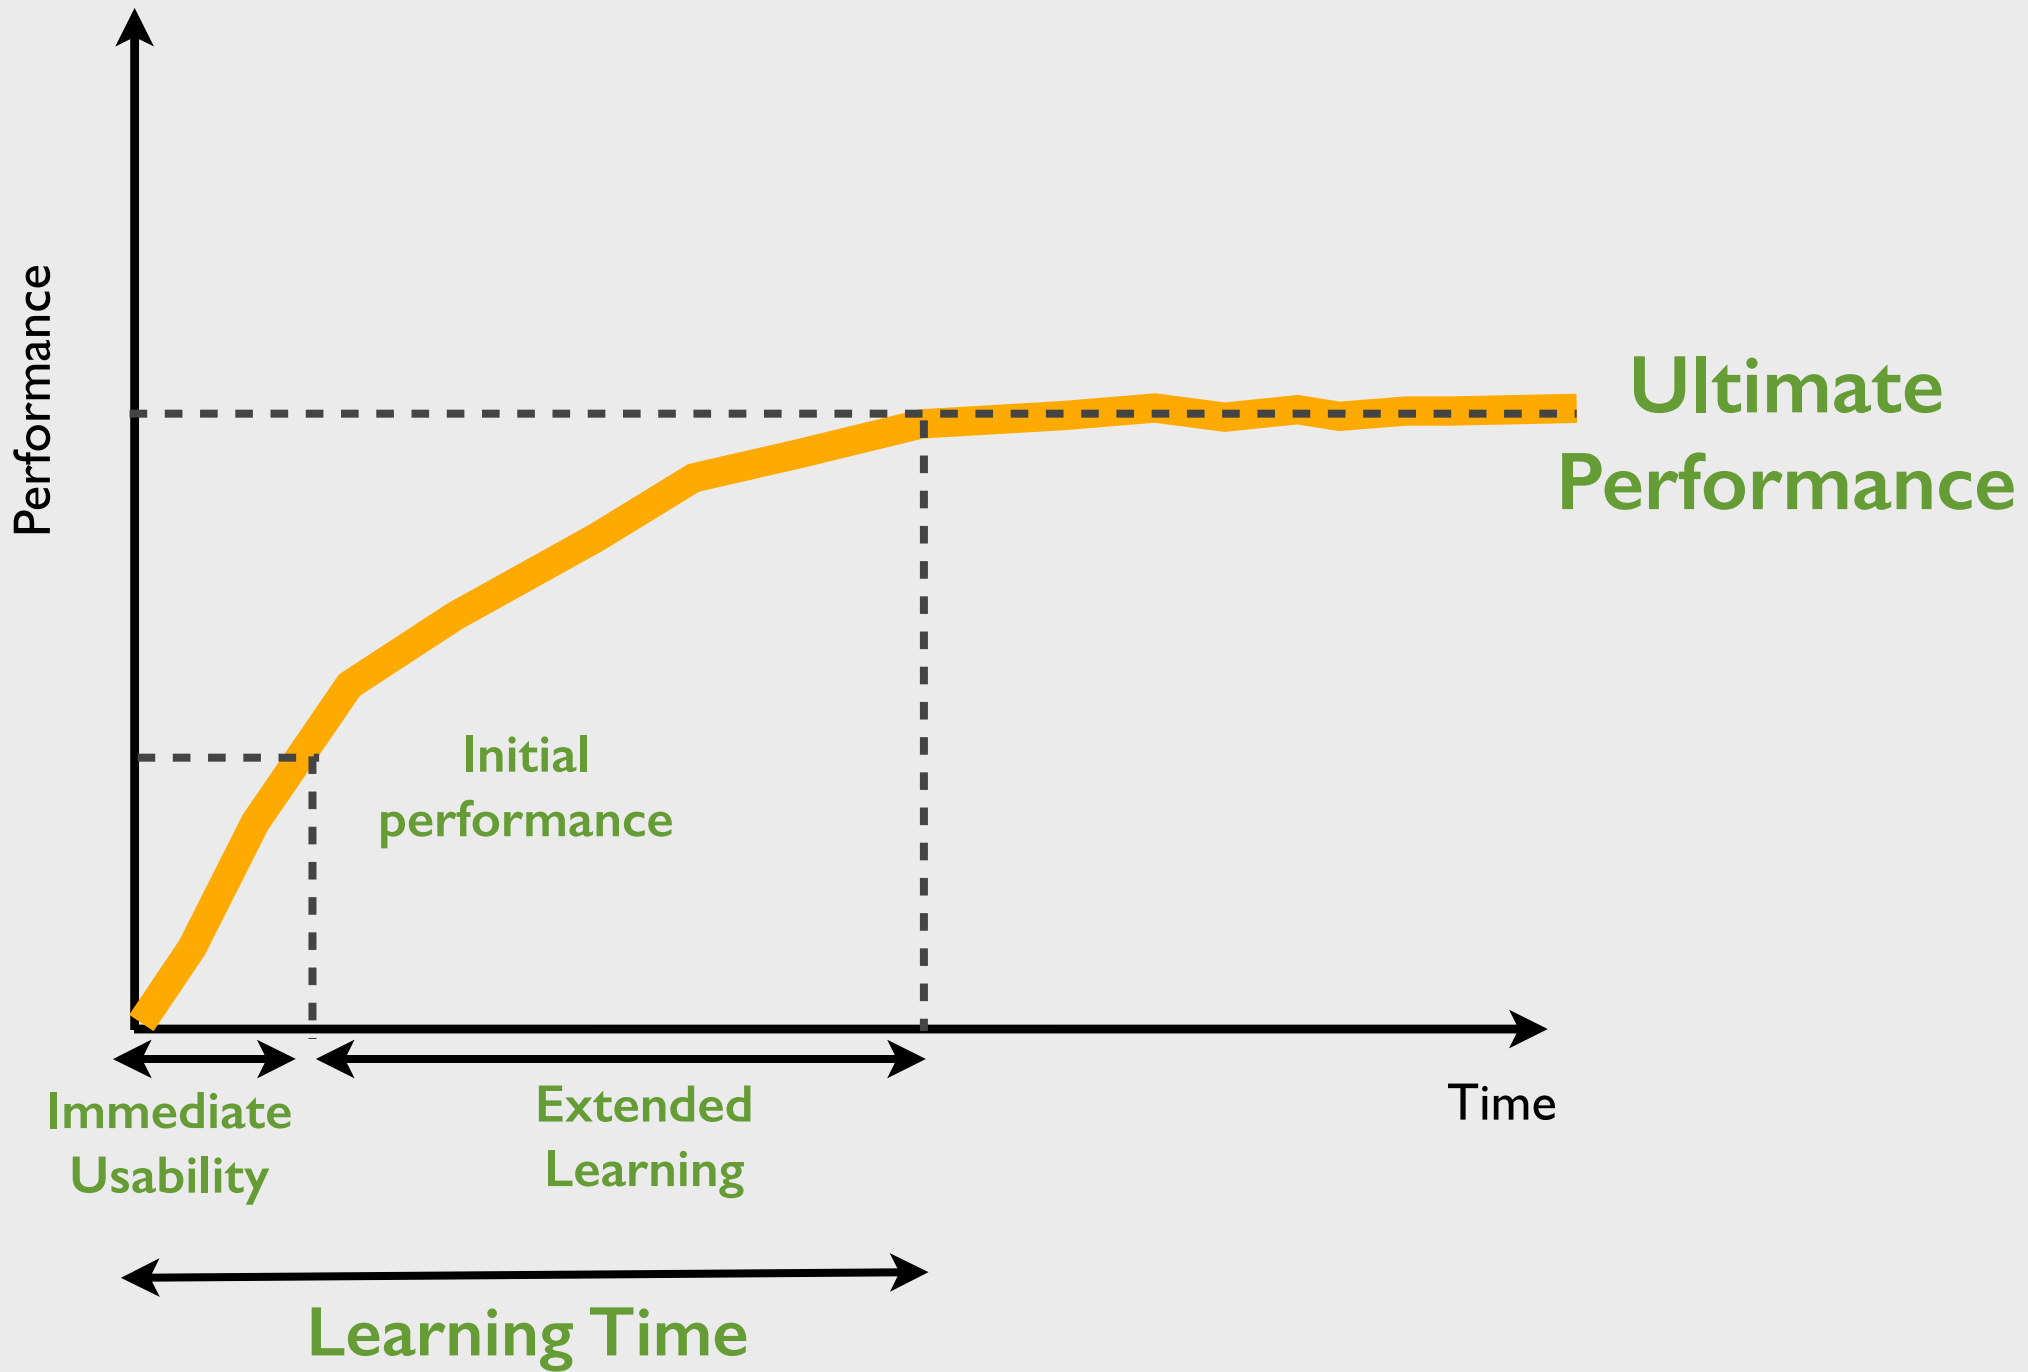 Performance
Ultimate
Performance
Initial
performance
Immediate
Usability
Extended
Learning
Time
Learning Time